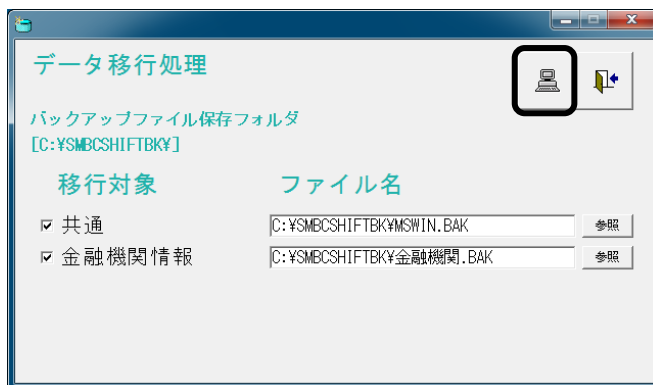 データ移行処理
バックアップファイル保存フォルダ
[C:¥SMBCSHIFTBK¥]
移行対象 ファイル名
共通 C:¥SMBCSHIFTBK¥MSWIN.BAK 参照
金融機関情報 C:¥SMBCSHIFTBK¥金融機関.BAK 参照